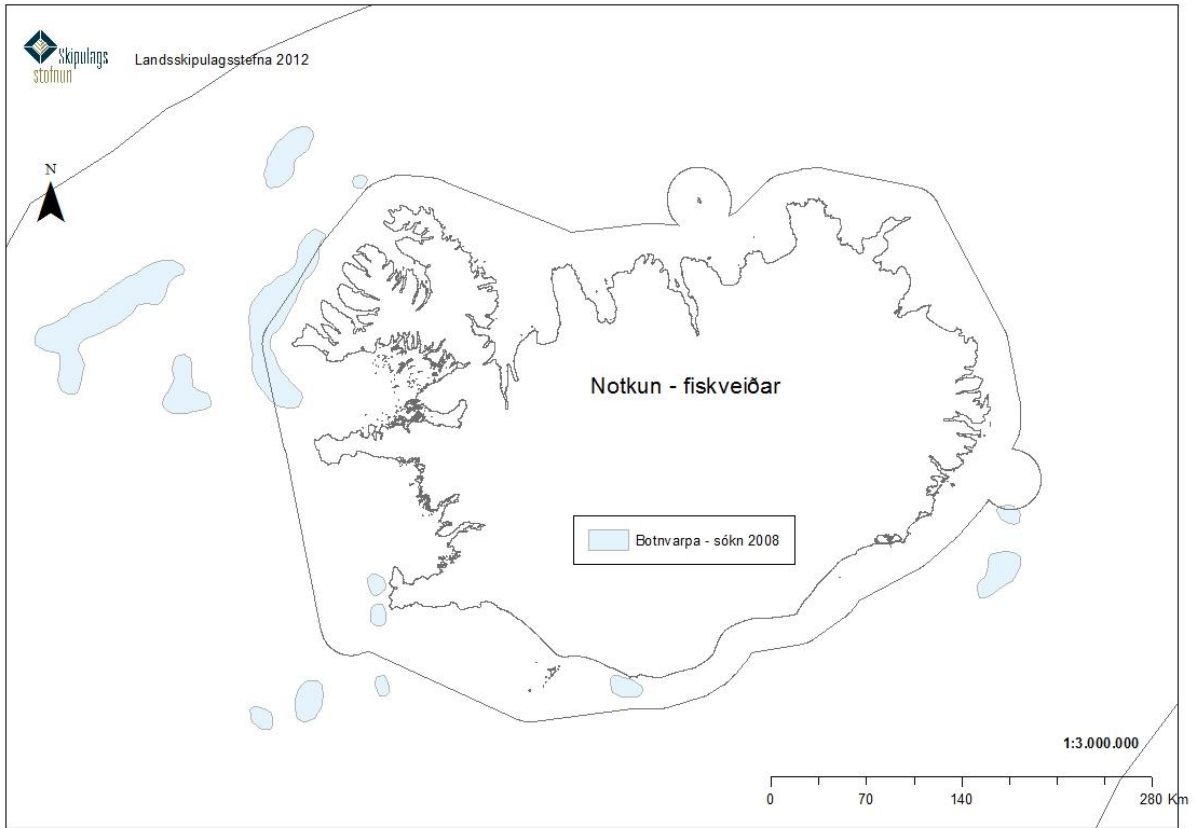 Skipulags
stofnun
Landsskipulagsstefna 2012
N
Notkun - fiskveiðar
Botnvarpa - sókn 2008
1:3.000.000
0 70 140 280 Km